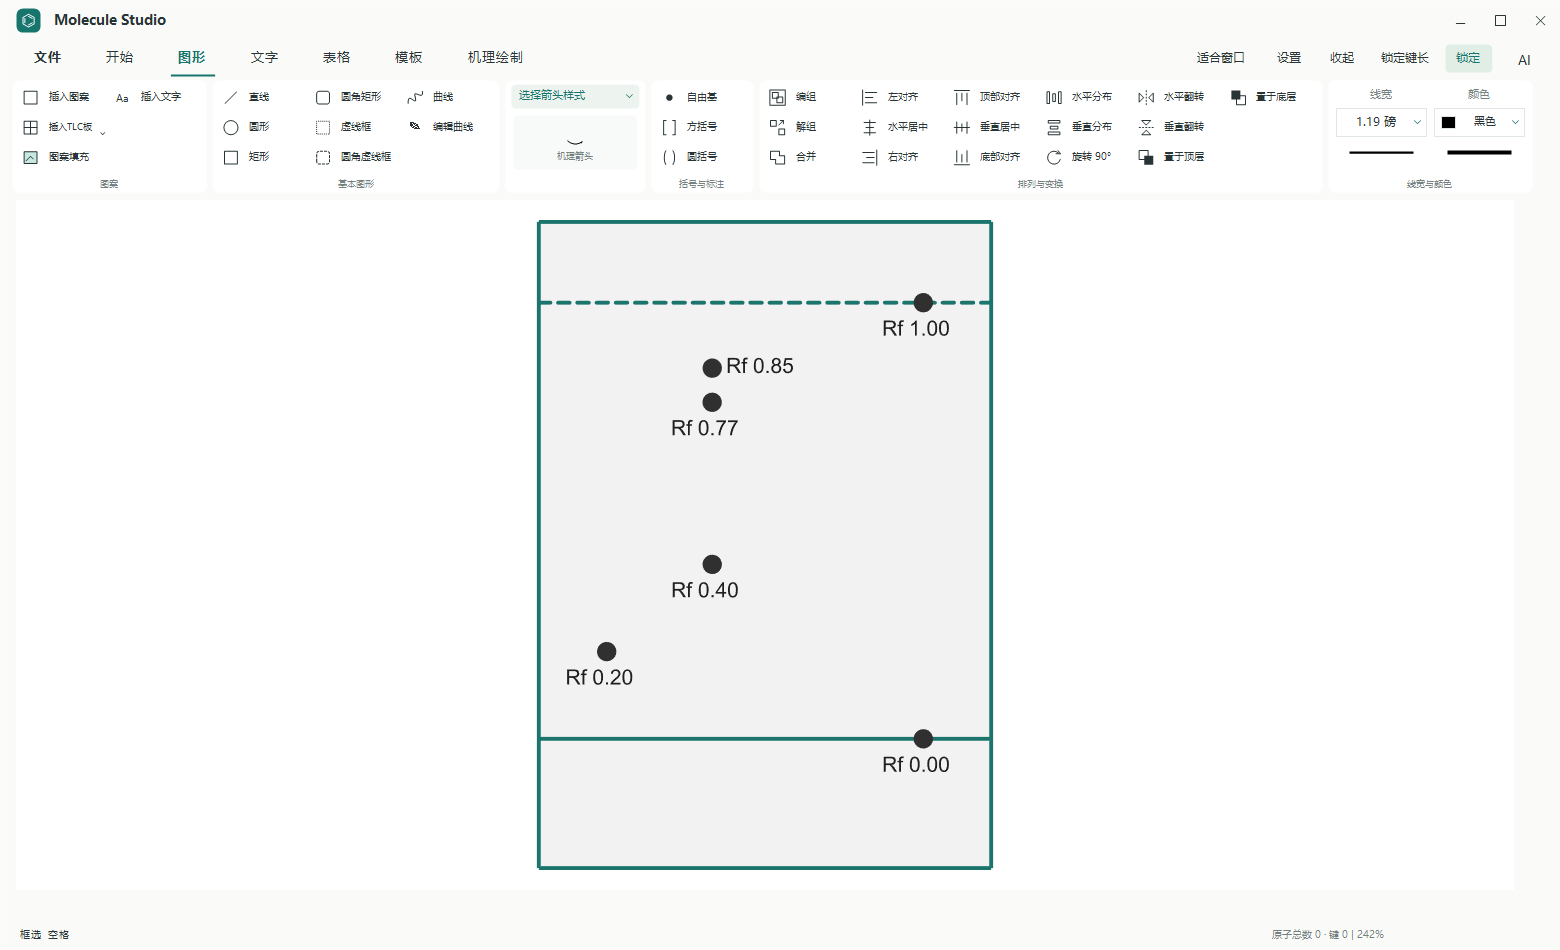 Molecule Studio
文件 开始 图形 文字 表格 模板 机理绘制 适合窗口 设置 收起 锁定键长 锁定 AI
插入图案 Aa 插入文字 直线 圆角矩形 曲线 选择箭头样式 自由基 编组 左对齐 顶部对齐 水平分布 水平翻转 置于底层 线宽 颜色
插入TLC板 圆形 虚线框 编辑曲线 方括号 解组 水平居中 垂直居中 垂直分布 垂直翻转 1.19 磅 黑色
图案填充 矩形 圆角虚线框 机理箭头 圆括号 合并 右对齐 底部对齐 旋转 90° 置于顶层
图案 基本图形 括号与标注 排列与变换 线宽与颜色
Rf 1.00
Rf 0.85
Rf 0.77
Rf 0.40
Rf 0.20
Rf 0.00
框选 空格 原子总数 0 · 键 0 | 242%